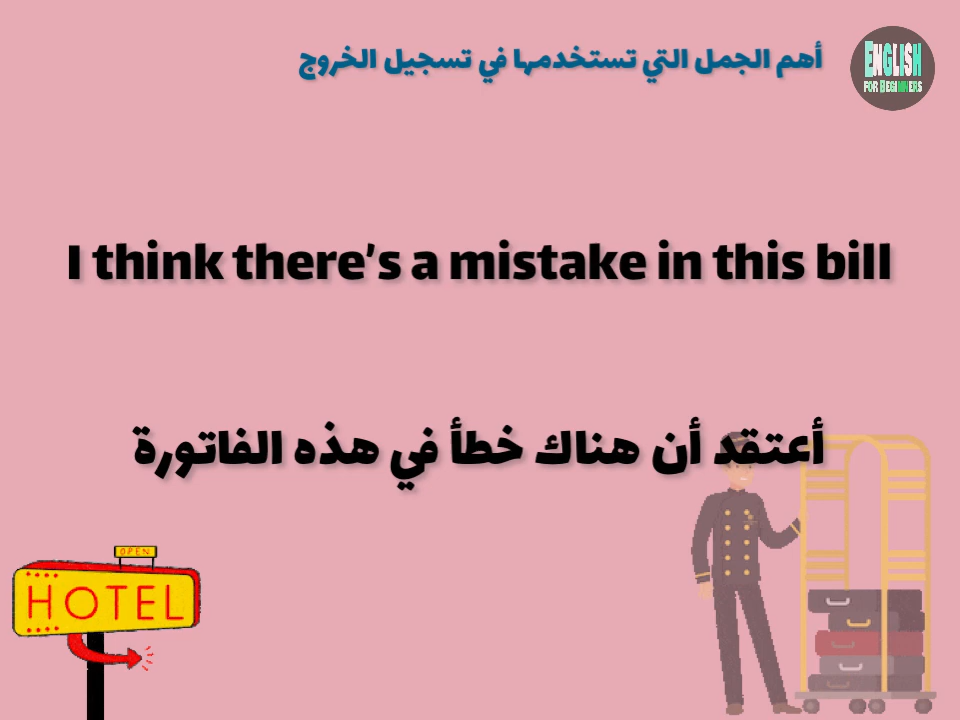 أهم الجمل التي تستخدمها في تسجيل الخروج
ENGLISH
FOR BEGINNERS
I think there's a mistake in this bill
أعتقد أن هناك خطأ في هذه الفاتورة
OPEN
HOTEL